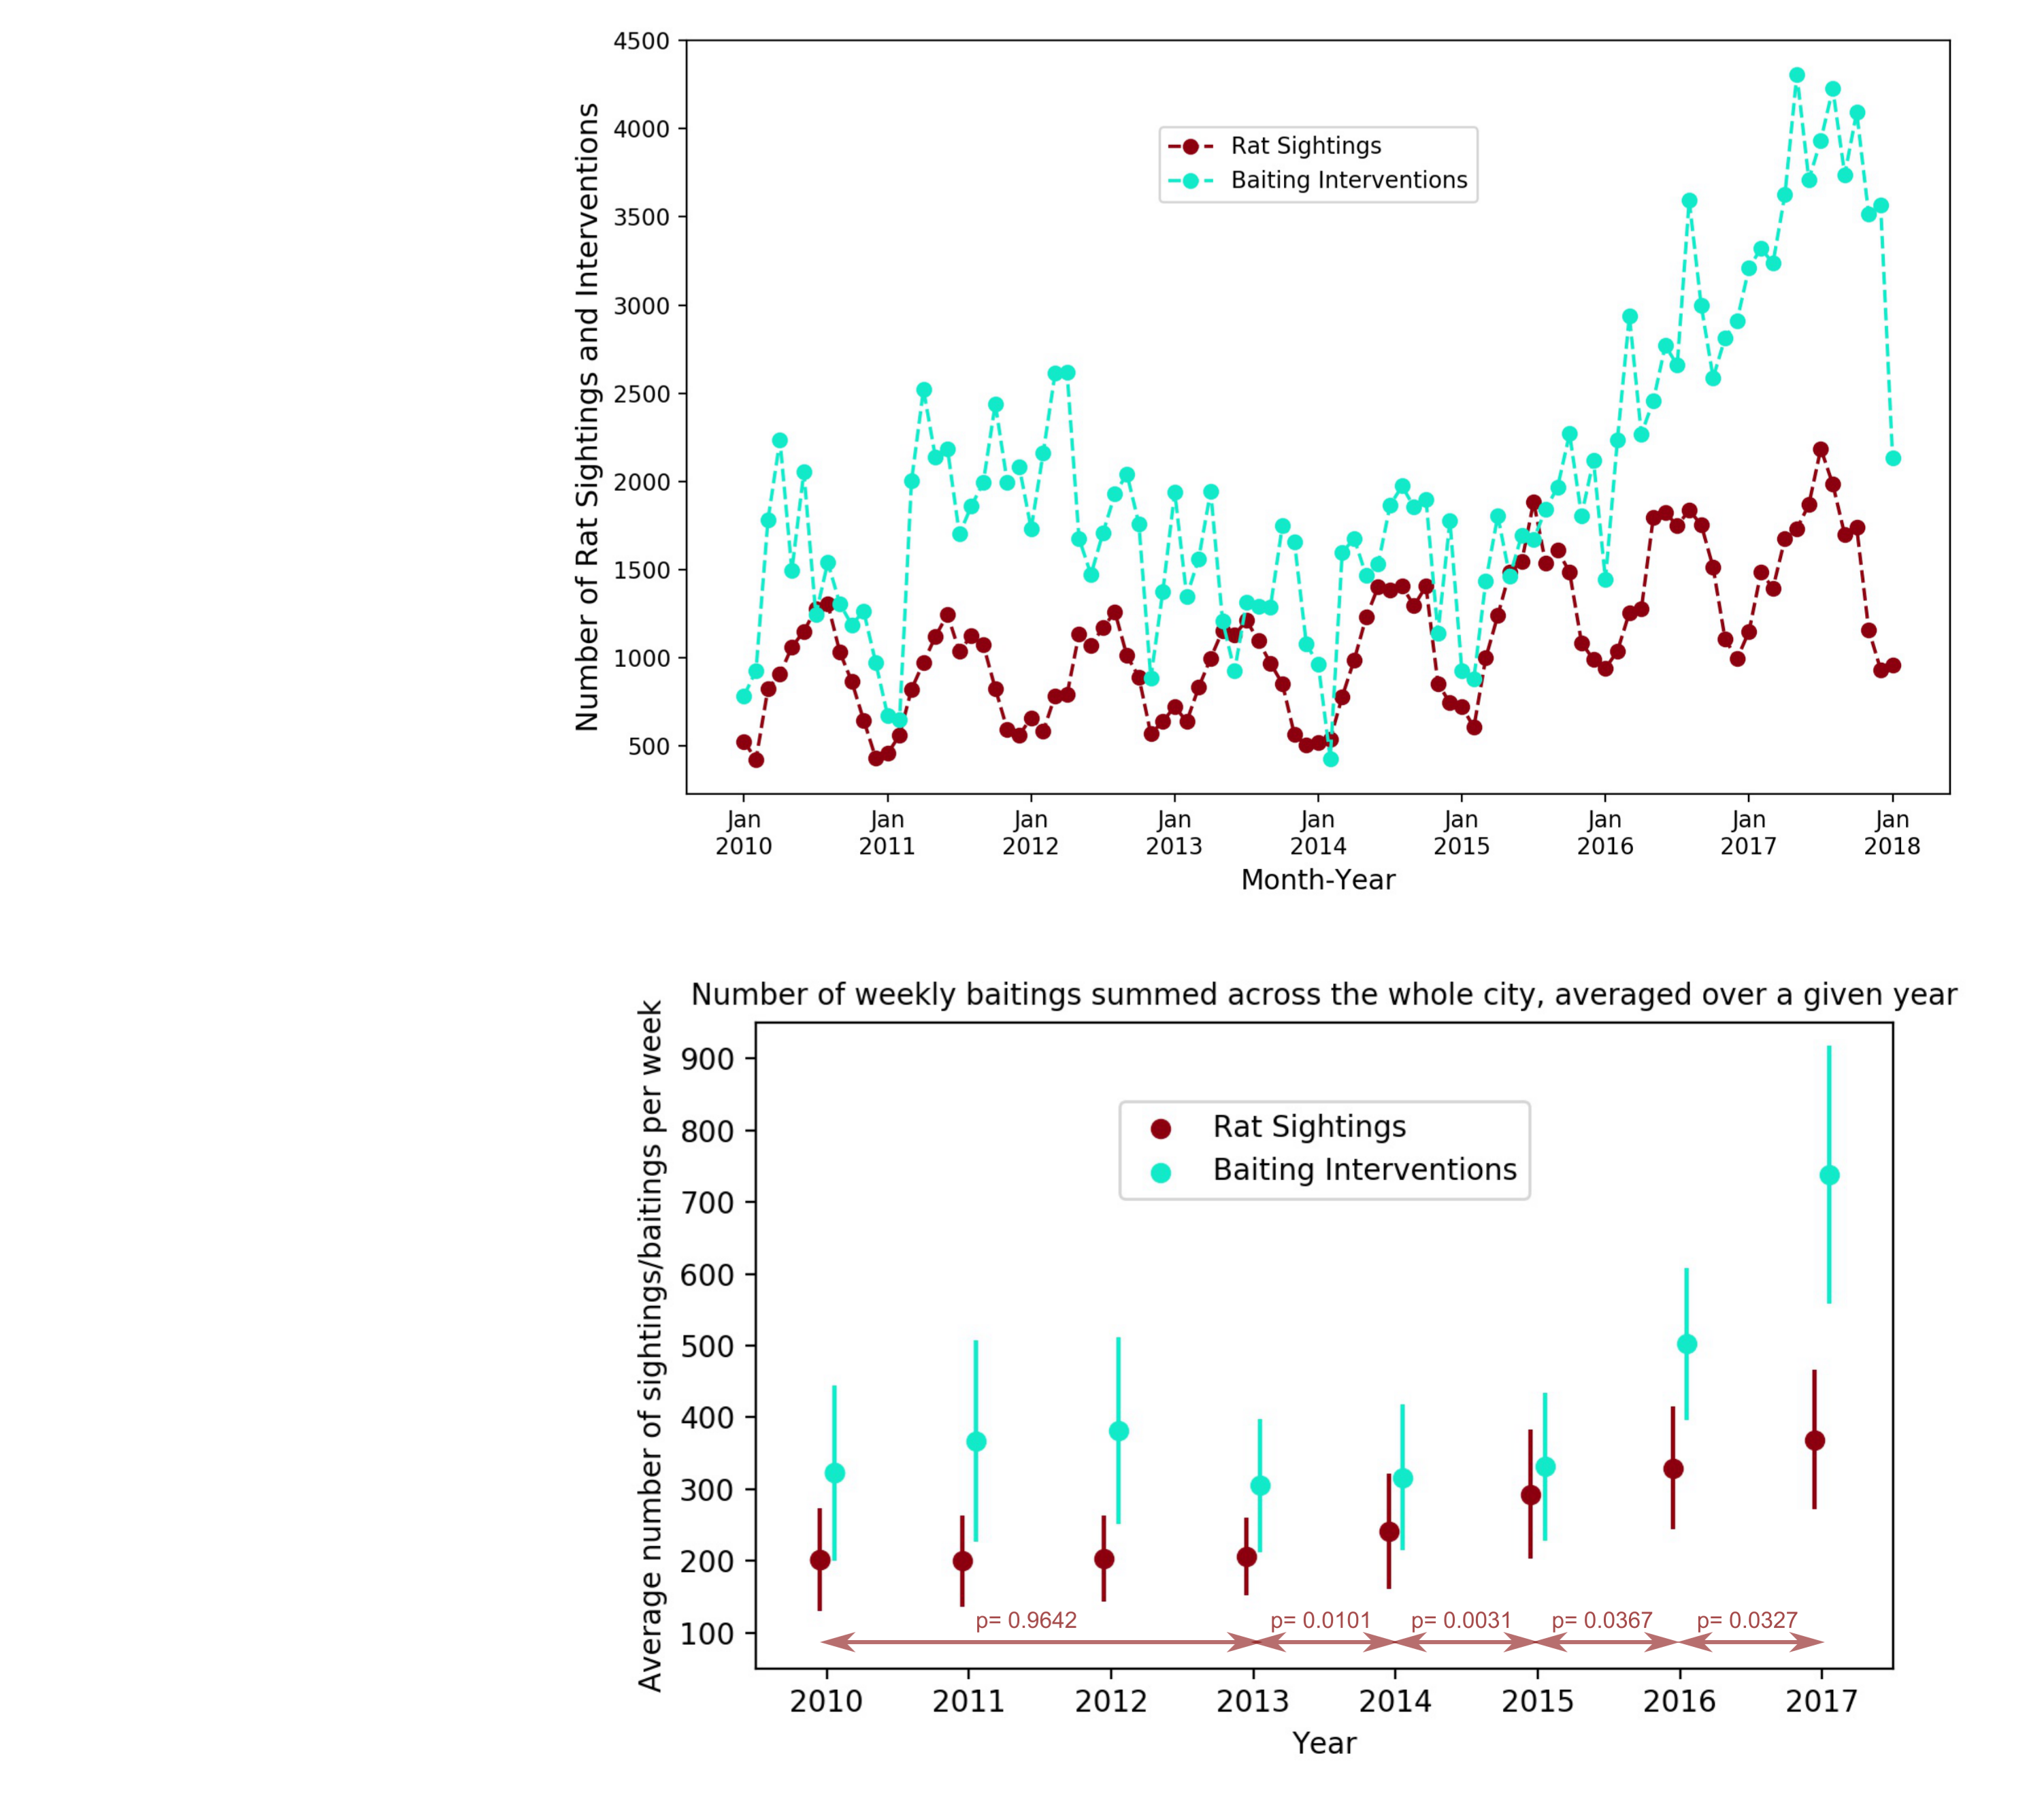 4500
4000
3500
3000
2500
2000
1500
1000
500
Number of Rat Sightings and Interventions
Rat Sightings
Baiting Interventions
Jan Jan Jan Jan Jan Jan Jan Jan Jan
2010 2011 2012 2013 2014 2015 2016 2017 2018
Month-Year
Number of weekly baitings summed across the whole city, averaged over a given year
Average number of sightings/baitings per week
900
800
700
600
500
400
300
200
100
Rat Sightings
Baiting Interventions
p= 0.9642 p= 0.0101 p= 0.0031 p= 0.0367 p= 0.0327
2010 2011 2012 2013 2014 2015 2016 2017
Year